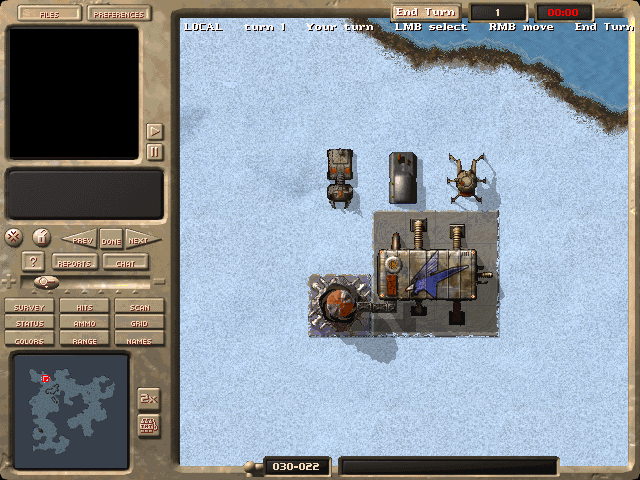 FILES PREFERENCES End Turn 1 00:00
LOCAL turn 1 Your turn LMB select RMB move End Turn
PREV DONE NEXT
? REPORTS CHAT
SURVEY HITS SCAN
STATUS AMMO GRID
COLORS RANGE NAMES
2x
030-022